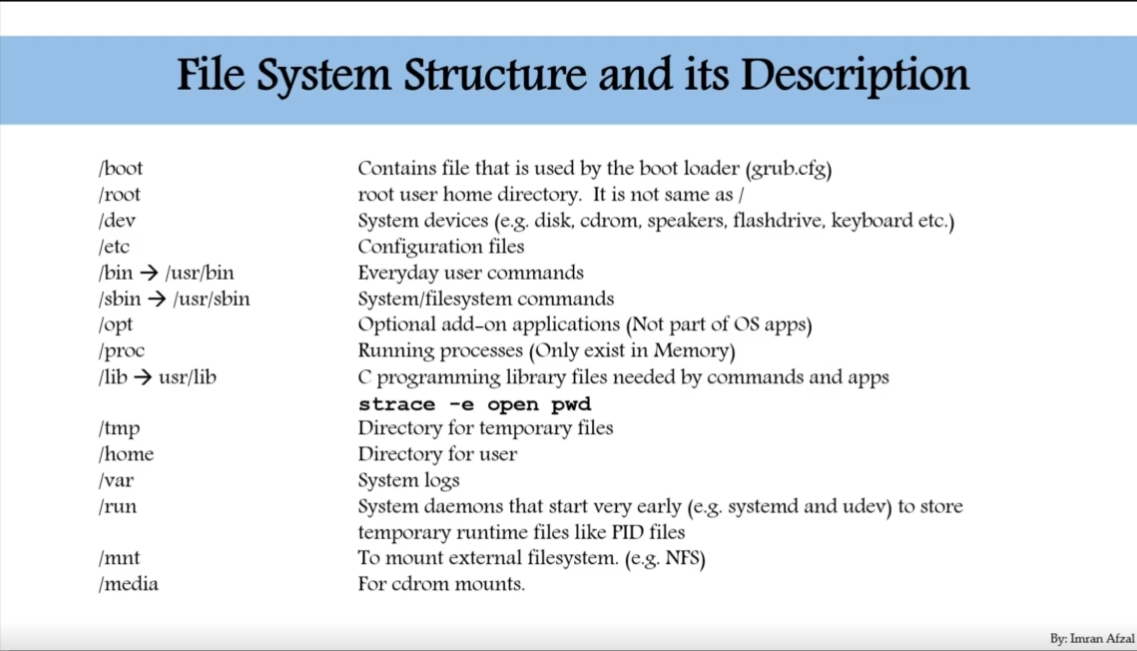 File System Structure and its Description
/boot Contains file that is used by the boot loader (grub.cfg)
/root root user home directory. It is not same as /
/dev System devices (e.g. disk, cdrom, speakers, flashdrive, keyboard etc.)
/etc Configuration files
/bin → /usr/bin Everyday user commands
/sbin → /usr/sbin System/filesystem commands
/opt Optional add-on applications (Not part of OS apps)
/proc Running processes (Only exist in Memory)
/lib → usr/lib C programming library files needed by commands and apps
strace -e open pwd
/tmp Directory for temporary files
/home Directory for user
/var System logs
/run System daemons that start very early (e.g. systemd and udev) to store
temporary runtime files like PID files
/mnt To mount external filesystem. (e.g. NFS)
/media For cdrom mounts.
By: Imran Afzal